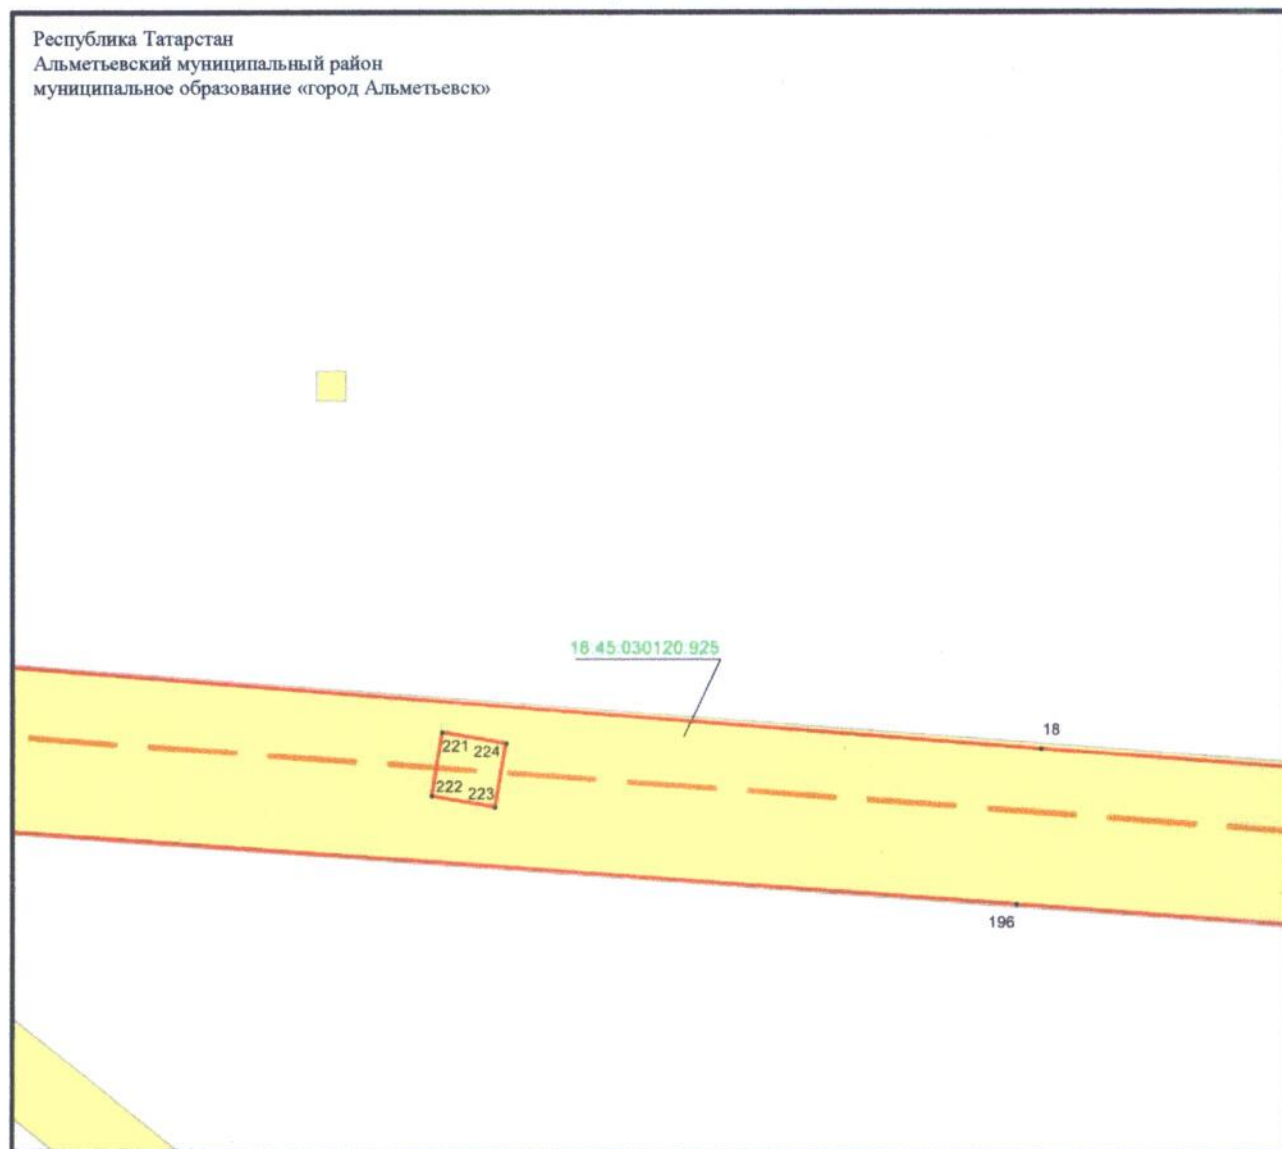 Республика Татарстан
Альметьевский муниципальный район
муниципальное образование «город Альметьевск»
16 45:030120.925
18
221 224
222 223
196